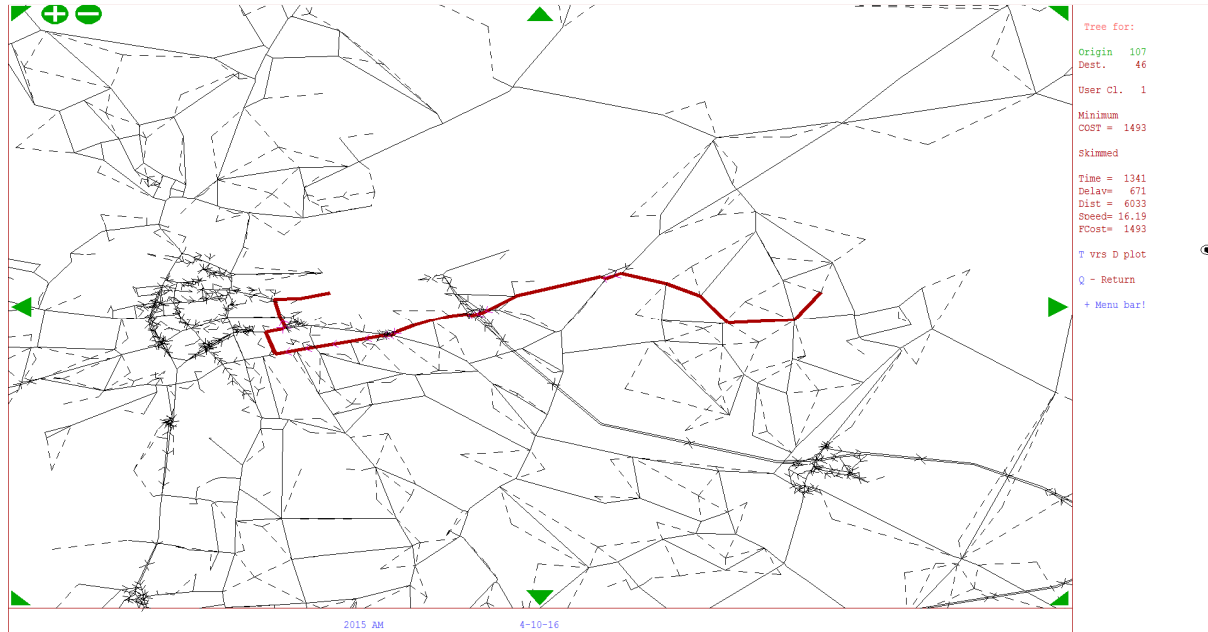 Tree for:
Origin 107
Dest. 46
User Cl. 1
Minimum
COST = 1493
Skimmed
Time = 1341
Delay= 671
Dist = 6033
Speed= 16.19
FCost= 1493
T vrs D plot
Q - Return
+ Menu bar!
2015 AM 4-10-16